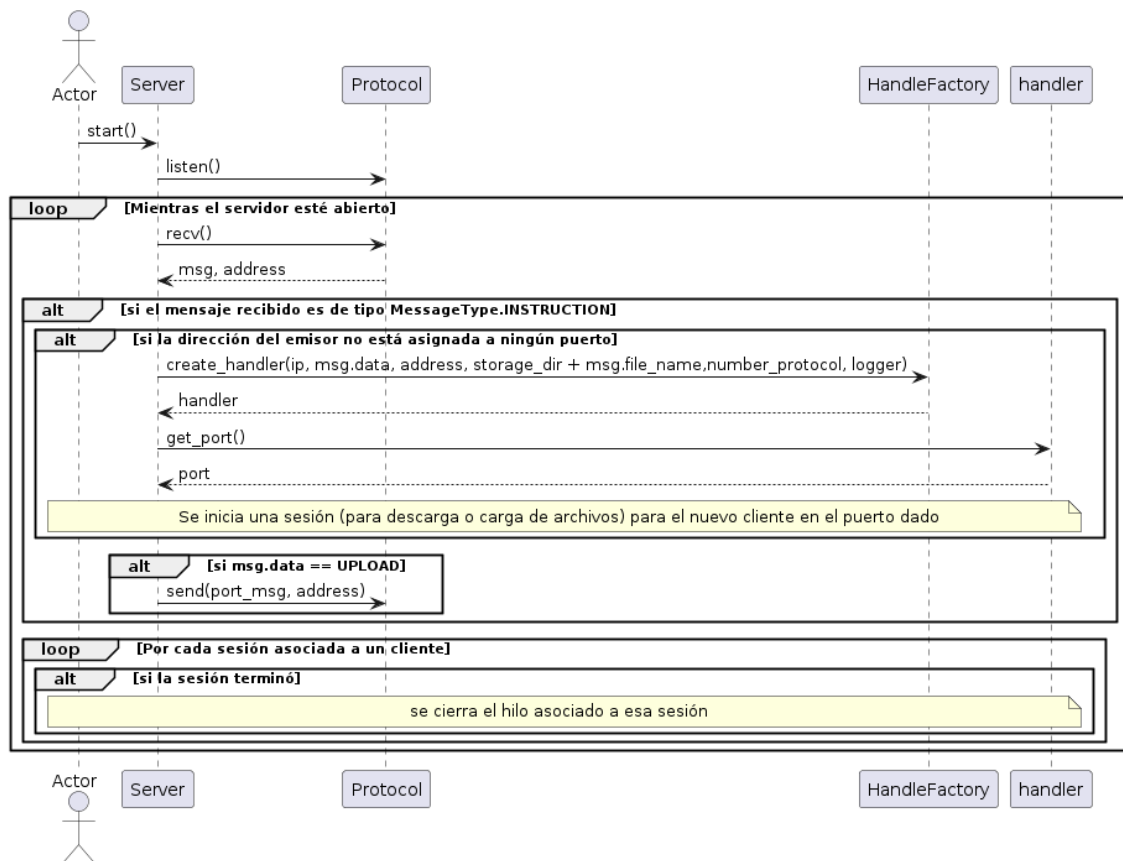 Actor
Server
Protocol
HandleFactory
handler
start()
listen()
loop
[Mientras el servidor esté abierto]
recv()
msg, address
alt
[si el mensaje recibido es de tipo MessageType.INSTRUCTION]
alt
[si la dirección del emisor no está asignada a ningún puerto]
create_handler(ip, msg.data, address, storage_dir + msg.file_name,number_protocol, logger)
handler
get_port()
port
Se inicia una sesión (para descarga o carga de archivos) para el nuevo cliente en el puerto dado
alt
[si msg.data == UPLOAD]
send(port_msg, address)
loop
[Por cada sesión asociada a un cliente]
alt
[si la sesión terminó]
se cierra el hilo asociado a esa sesión
Actor
Server
Protocol
HandleFactory
handler